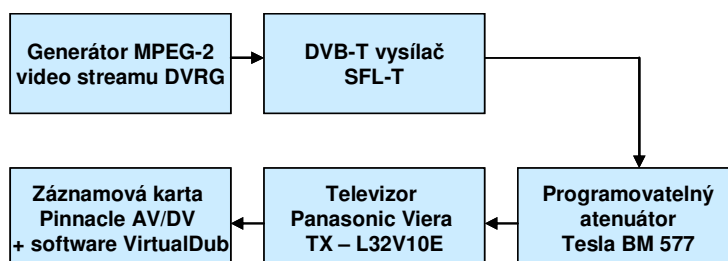 Generátor MPEG-2
video streamu DVRG
DVB-T vysílač
SFL-T
Programovatelný
atenuátor
Tesla BM 577
Televizor
Panasonic Viera
TX – L32V10E
Záznamová karta
Pinnacle AV/DV
+ software VirtualDub